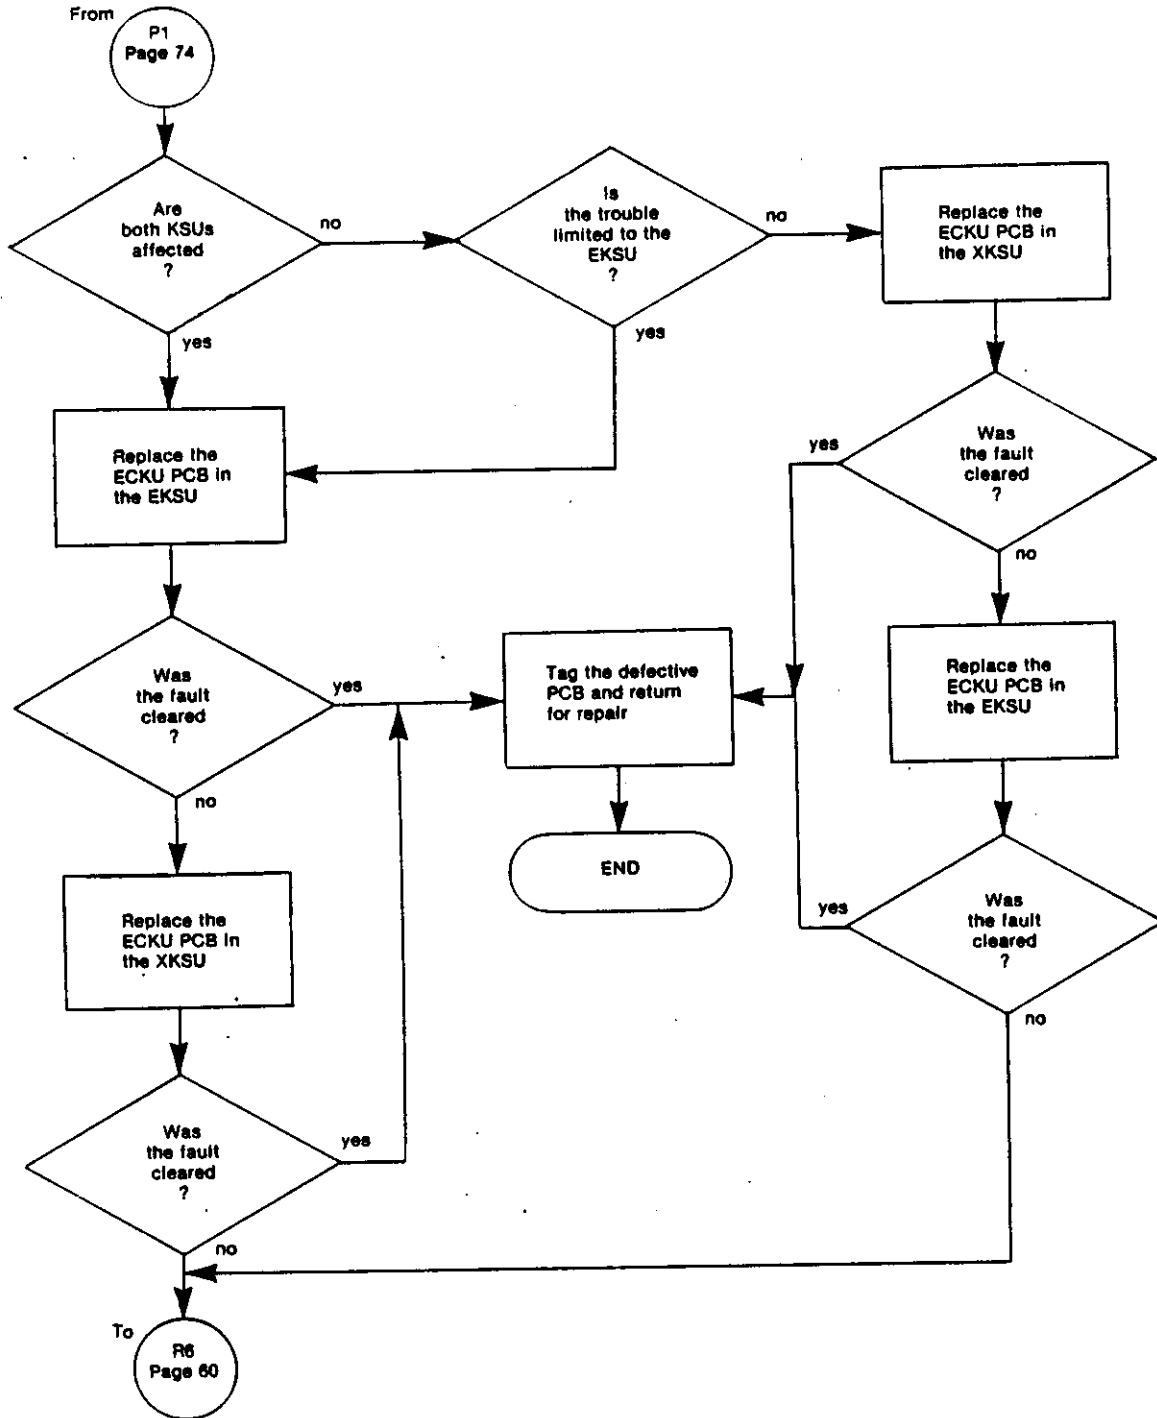 From
P1
Page 74
Are
both KSUs
affected
?
no
yes
Is
the trouble
limited to the
EKSU
?
no
yes
Replace the
ECKU PCB in
the XKSU
Was
the fault
cleared
?
yes
no
Replace the
ECKU PCB in
the EKSU
Was
the fault
cleared
?
yes
no
Tag the defective
PCB and return
for repair
END
Replace the
ECKU PCB in
the EKSU
Was
the fault
cleared
?
yes
no
Replace the
ECKU PCB in
the XKSU
Was
the fault
cleared
?
yes
no
To
R6
Page 60